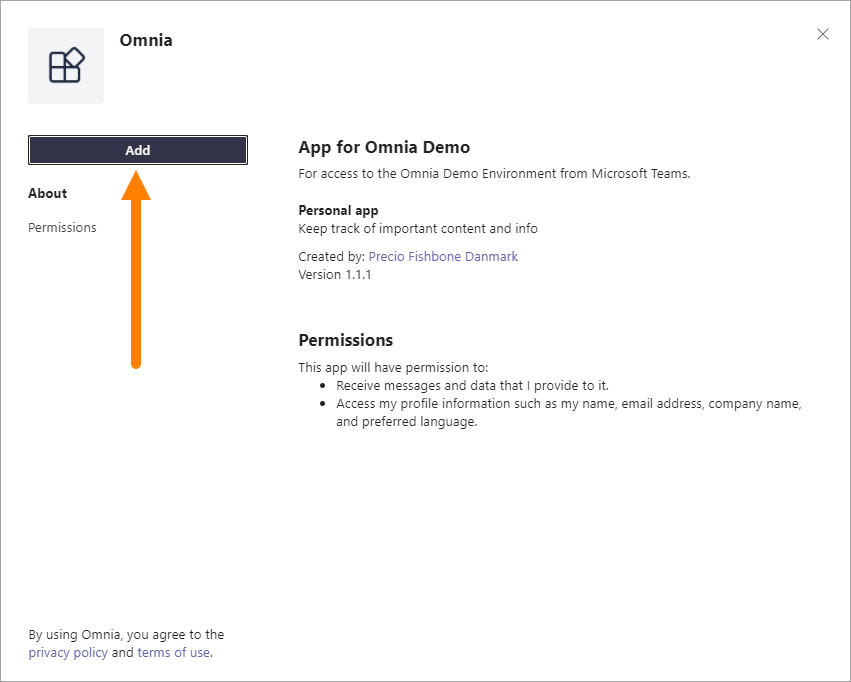 Omnia
Add
About
Permissions
App for Omnia Demo
For access to the Omnia Demo Environment from Microsoft Teams.
Personal app
Keep track of important content and info
Created by: Precio Fishbone Danmark
Version 1.1.1
Permissions
This app will have permission to:
• Receive messages and data that I provide to it.
• Access my profile information such as my name, email address, company name,
and preferred language.
By using Omnia, you agree to the
privacy policy and terms of use.